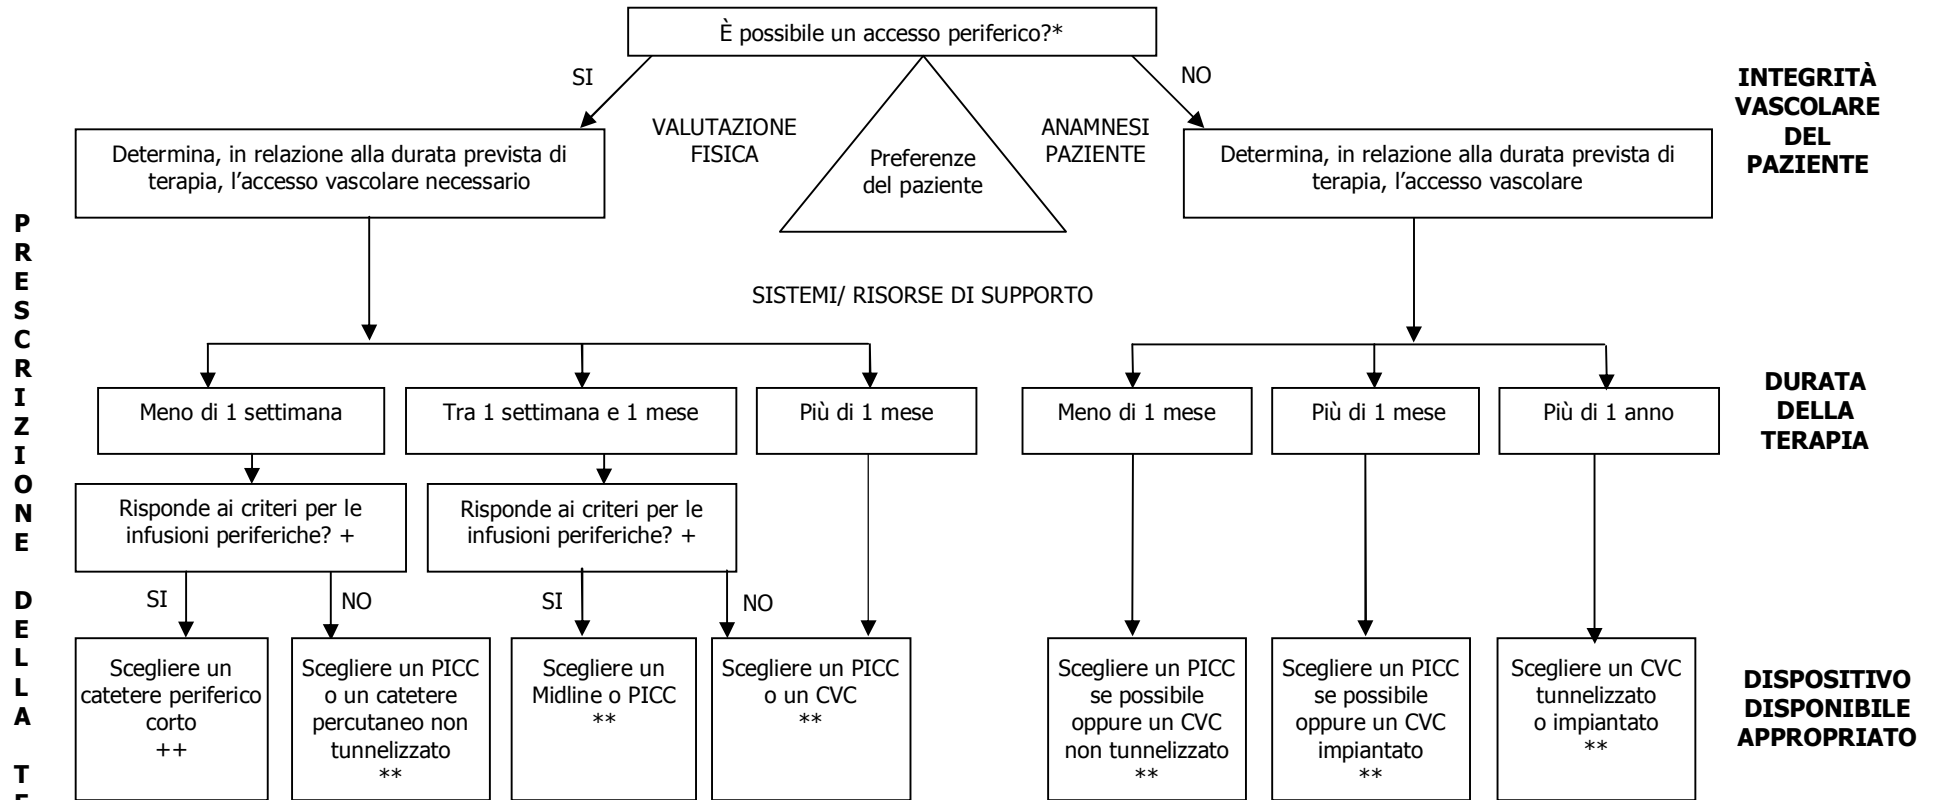 È possibile un accesso periferico?*
SI
NO
INTEGRITÀ
VASCOLARE
DEL
PAZIENTE
VALUTAZIONE
FISICA
Preferenze
del paziente
ANAMNESI
PAZIENTE
Determina, in relazione alla durata prevista di
terapia, l'accesso vascolare necessario
Determina, in relazione alla durata prevista di
terapia, l'accesso vascolare
SISTEMI/ RISORSE DI SUPPORTO
P
R
E
S
C
R
I
Z
I
O
N
E
D
E
L
L
A
T
Meno di 1 settimana
Tra 1 settimana e 1 mese
Più di 1 mese
Meno di 1 mese
Più di 1 mese
Più di 1 anno
DURATA
DELLA
TERAPIA
Risponde ai criteri per le
infusioni periferiche? +
Risponde ai criteri per le
infusioni periferiche? +
SI
NO
SI
NO
Scegliere un
catetere periferico
corto
++
Scegliere un PICC
o un catetere
percutaneo non
tunnelizzato
**
Scegliere un
Midline o PICC
**
Scegliere un PICC
o un CVC
**
Scegliere un PICC
se possibile
oppure un CVC
non tunnelizzato
**
Scegliere un PICC
se possibile
oppure un CVC
impiantato
**
Scegliere un CVC
tunnelizzato
o impiantato
**
DISPOSITIVO
DISPONIBILE
APPROPRIATO